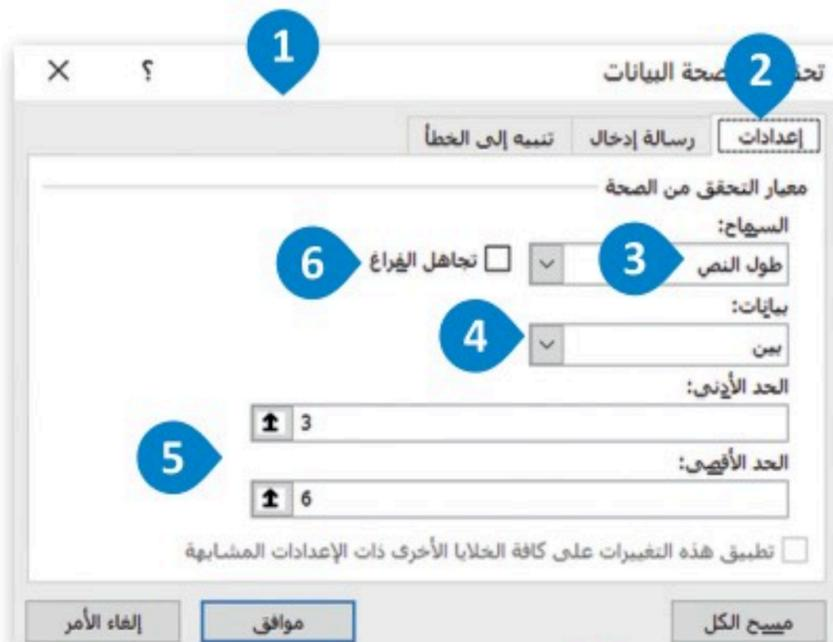 1
تحق صحة البيانات ؟ ×
2
إعدادات رسالة إدخال تنبيه إلى الخطأ
معيار التحقق من الصحة
السماح:
طول النص 3 تجاهل الفراغ 6
بيانات:
بين 4
الحد الأدنى:
3
5
الحد الأقصى:
6
تطبيق هذه التغييرات على كافة الخلايا الأخرى ذات الإعدادات المشابهة
مسح الكل موافق إلغاء الأمر